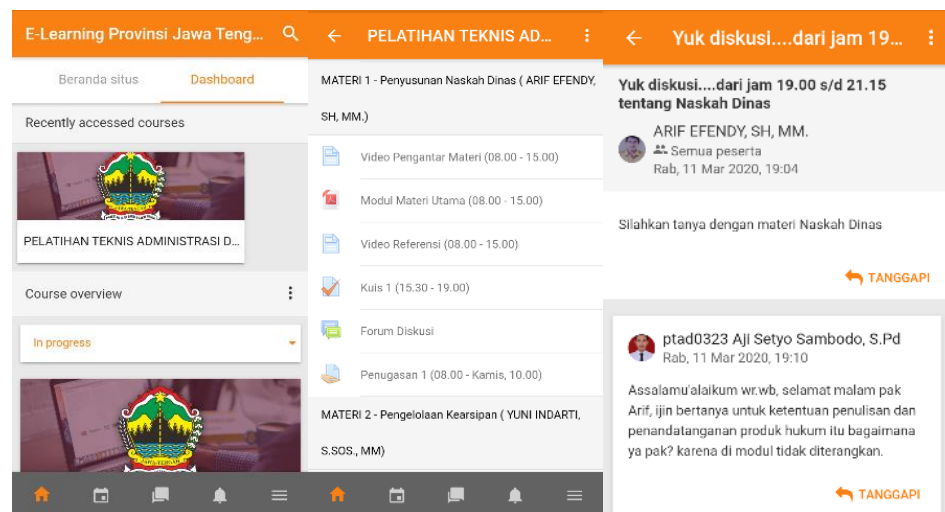 E-Learning Provinsi Jawa Teng...
Beranda situs
Dashboard
Recently accessed courses
PELATIHAN TEKNIS ADMINISTRASI D...
Course overview
In progress
PELATIHAN TEKNIS AD...
MATERI 1 - Penyusunan Naskah Dinas ( ARIF EFENDY,
SH, MM.)
Video Pengantar Materi (08.00 - 15.00)
Modul Materi Utama (08.00 - 15.00)
Video Referensi (08.00 - 15.00)
Kuis 1 (15.30 - 19.00)
Forum Diskusi
Penugasan 1 (08.00 - Kamis, 10.00)
MATERI 2 - Pengelolaan Kearsipan ( YUNI INDARTI,
S.SOS., MM)
Yuk diskusi....dari jam 19...
Yuk diskusi....dari jam 19.00 s/d 21.15
tentang Naskah Dinas
ARIF EFENDY, SH, MM.
Semua peserta
Rab, 11 Mar 2020, 19:04
Silahkan tanya dengan materi Naskah Dinas
TANGGAPI
ptad0323 Aji Setyo Sambodo, S.Pd
Rab, 11 Mar 2020, 19:10
Assalamu'alaikum wr.wb, selamat malam pak
Arif, ijin bertanya untuk ketentuan penulisan dan
penandatanganan produk hukum itu bagaimana
ya pak? karena di modul tidak diterangkan.
TANGGAPI